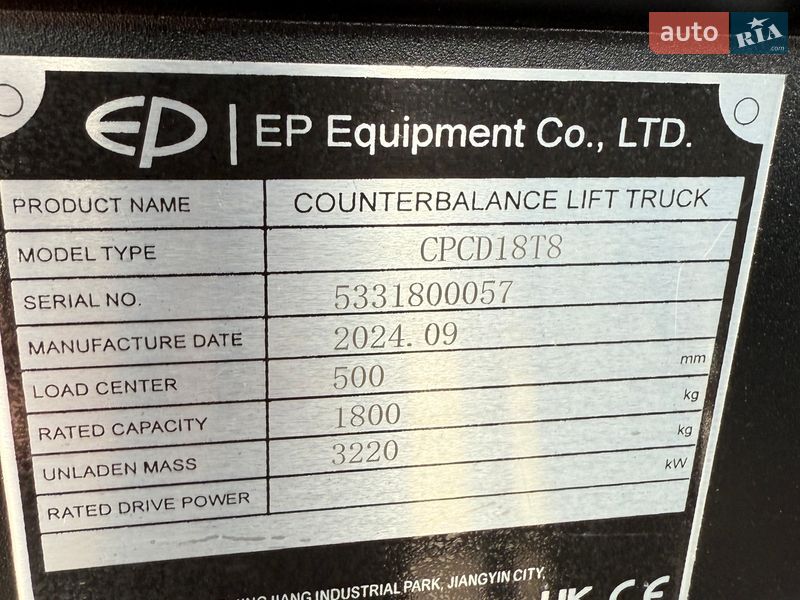 auto RIA .com
EP | EP Equipment Co., LTD.
PRODUCT NAME COUNTERBALANCE LIFT TRUCK
MODEL TYPE CPCD18T8
SERIAL NO. 5331800057
MANUFACTURE DATE 2024.09
LOAD CENTER 500 mm
RATED CAPACITY 1800 kg
UNLADEN MASS 3220 kg
RATED DRIVE POWER kW
INDUSTRIAL PARK, JIANGYIN CITY,
CE